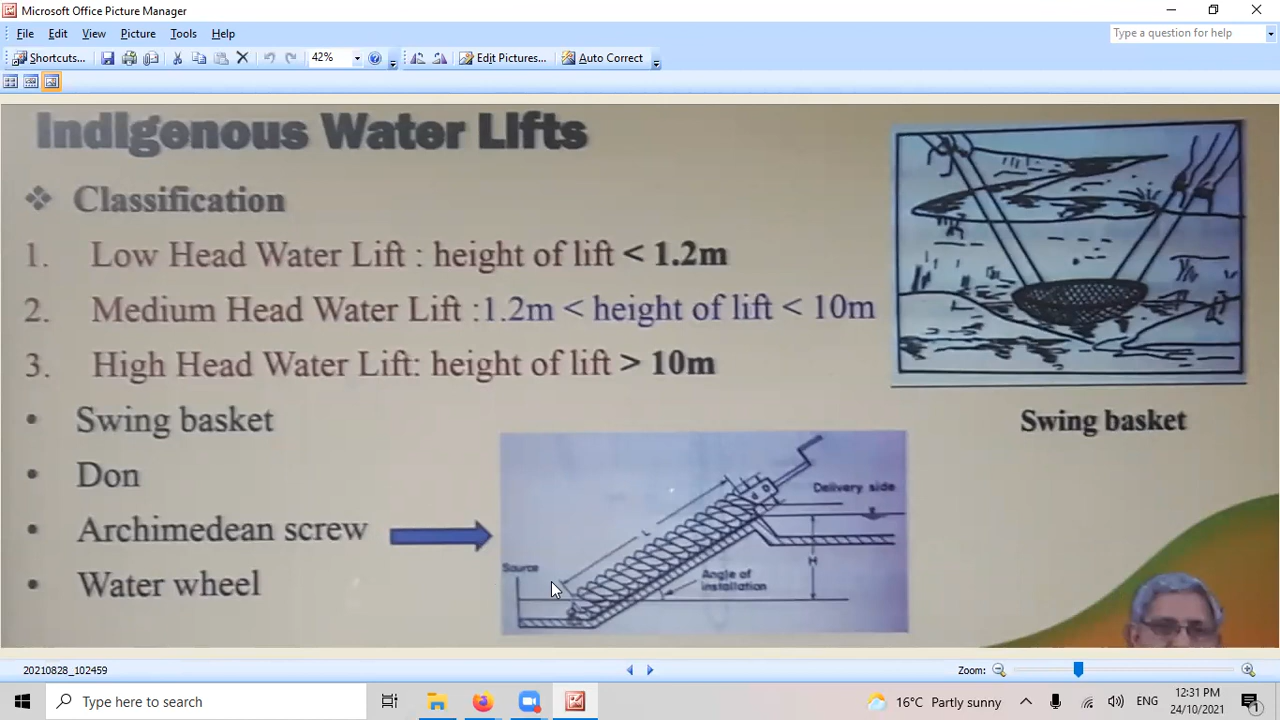 Microsoft Office Picture Manager
File Edit View Picture Tools Help
Type a question for help
Shortcuts... 42% Edit Pictures... Auto Correct
Indigenous Water Lifts
Classification
1. Low Head Water Lift : height of lift < 1.2m
2. Medium Head Water Lift :1.2m < height of lift < 10m
3. High Head Water Lift: height of lift > 10m
• Swing basket
Swing basket
• Don
Delivery side
L
• Archimedean screw
H
Source
Angle of
installation
• Water wheel
20210828_102459
Zoom:
Type here to search
16°C Partly sunny
ENG
12:31 PM
24/10/2021
1